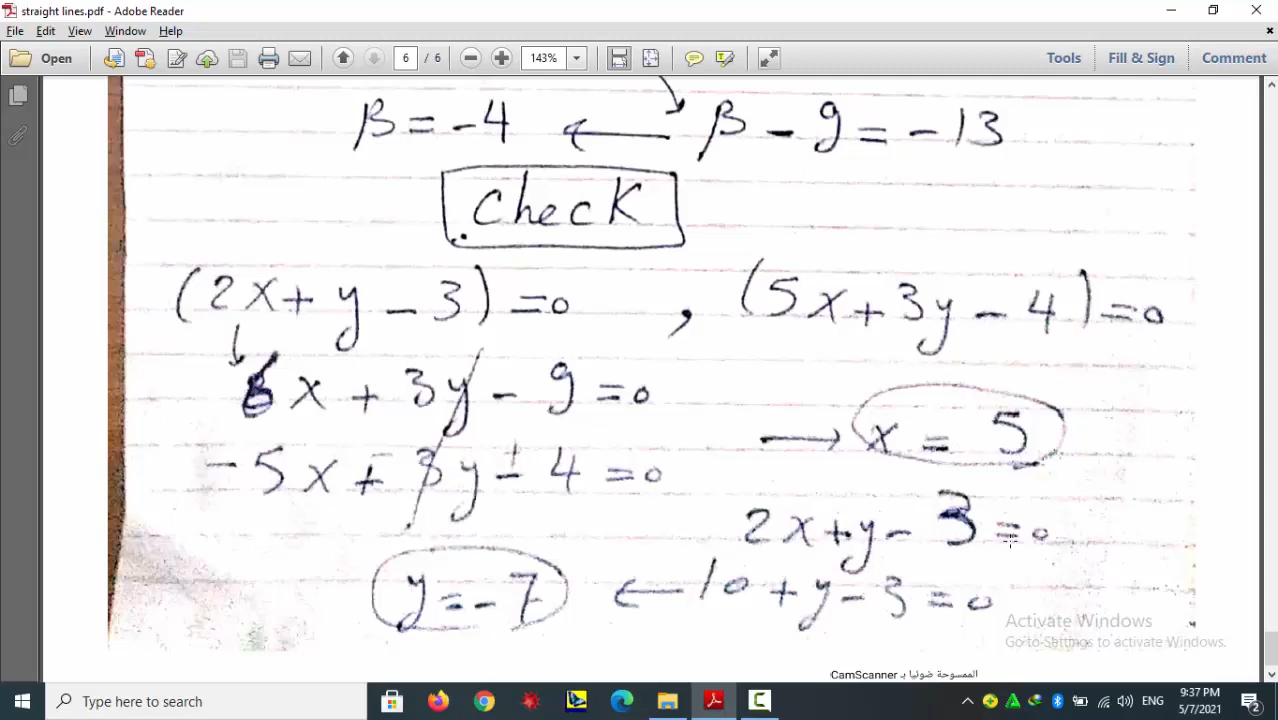 straight lines.pdf - Adobe Reader
File Edit View Window Help
Open 6 / 6 143% Tools Fill & Sign Comment
β = -4 ← β - 9 = -13
Check
(2x + y - 3) = 0 , (5x + 3y - 4) = 0
6x + 3y - 9 = 0
→ x = 5
- 5x + 3y - 4 = 0
2x + y - 3 = 0
y = -7 ← 10 + y - 3 = 0
Activate Windows
Go to Settings to activate Windows.
الممسوحة ضوئيا بـ CamScanner
Type here to search
ENG
9:37 PM
5/7/2021
2